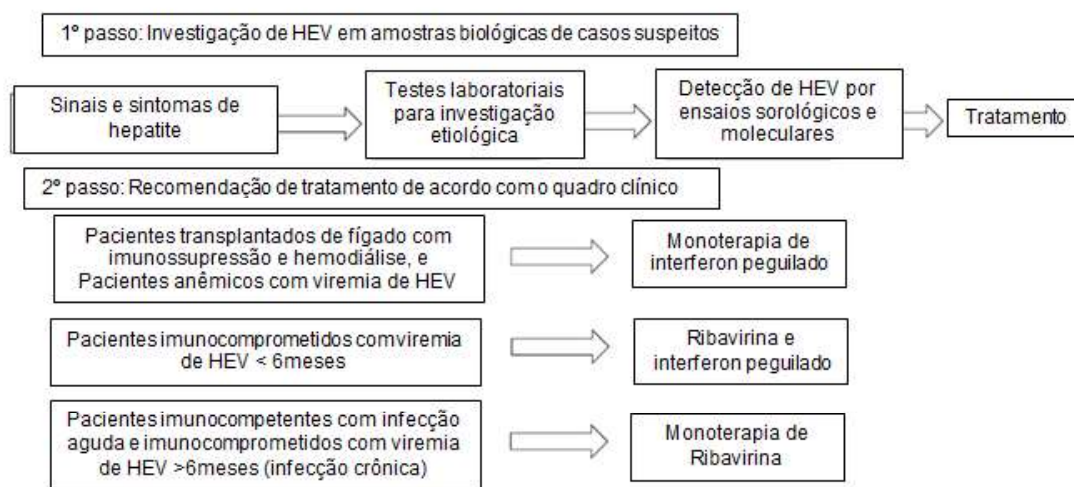 1º passo: Investigação de HEV em amostras biológicas de casos suspeitos
Sinais e sintomas de
hepatite
Testes laboratoriais
para investigação
etiológica
Detecção de HEV por
ensaios sorológicos e
moleculares
Tratamento
2º passo: Recomendação de tratamento de acordo com o quadro clínico
Pacientes transplantados de fígado com
imunossupressão e hemodiálise, e
Pacientes anêmicos com viremia de HEV
Monoterapia de
interferon peguilado
Pacientes imunocomprometidos comviremia
de HEV < 6meses
Ribavirina e
interferon peguilado
Pacientes imunocompetentes com infecção
aguda e imunocomprometidos com viremia
de HEV >6meses (infecção crônica)
Monoterapia de
Ribavirina